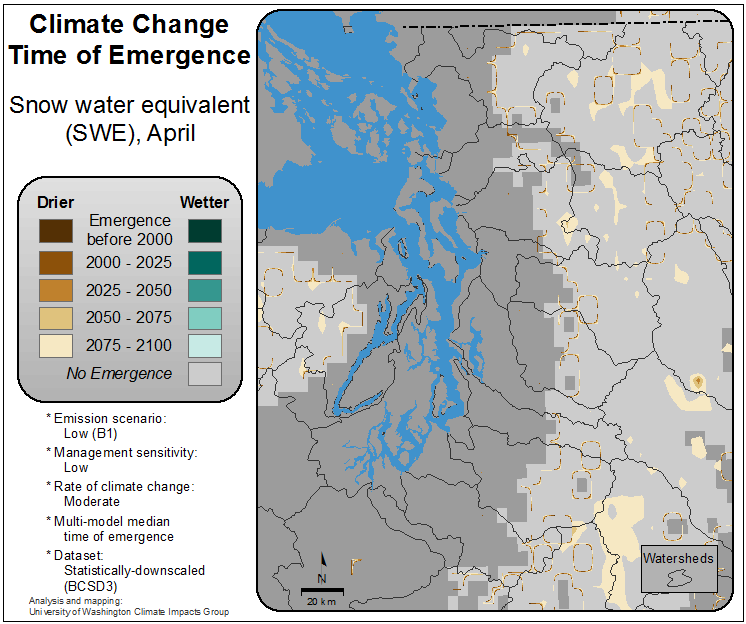 Climate Change
Time of Emergence
Snow water equivalent
(SWE), April
Drier
Wetter
Emergence
before 2000
2000 - 2025
2025 - 2050
2050 - 2075
2075 - 2100
No Emergence
* Emission scenario:
Low (B1)
* Management sensitivity:
Low
* Rate of climate change:
Moderate
* Multi-model median
time of emergence
* Dataset:
Statistically-downscaled
(BCSD3)
Analysis and mapping:
University of Washington Climate Impacts Group
N
20 km
Watersheds